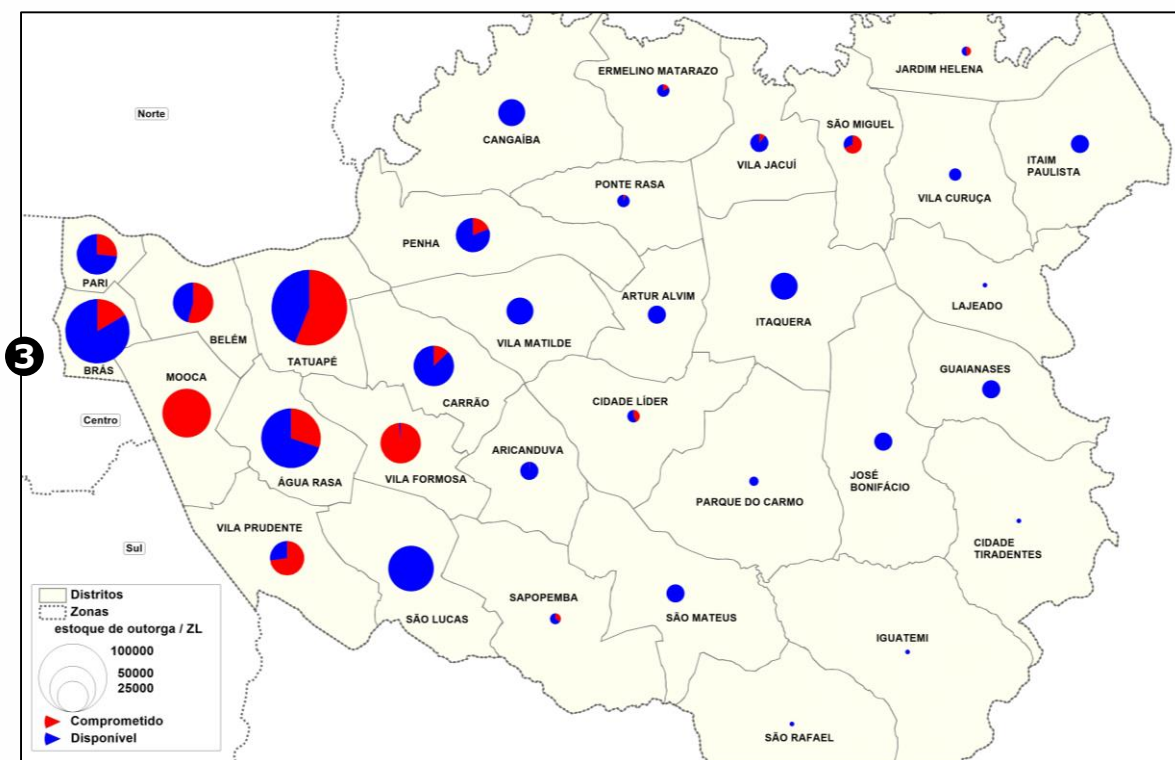 JARDIM HELENA
ERMELINO MATARAZO
Norte
SÃO MIGUEL
CANGAÍBA
VILA JACUÍ
ITAIM
PAULISTA
PONTE RASA
VILA CURUÇA
PENHA
PARI
ARTUR ALVIM
LAJEADO
ITAQUERA
BELÉM
VILA MATILDE
3
BRÁS
TATUAPÉ
GUAIANASES
MOOCA
CARRÃO
CIDADE LÍDER
Centro
ARICANDUVA
ÁGUA RASA
VILA FORMOSA
JOSÉ
BONIFÁCIO
PARQUE DO CARMO
VILA PRUDENTE
Sul
CIDADE
TIRADENTES
SAPOPEMBA
SÃO LUCAS
SÃO MATEUS
IGUATEMI
SÃO RAFAEL
Distritos
Zonas
estoque de outorga / ZL
100000
50000
25000
Comprometido
Disponível